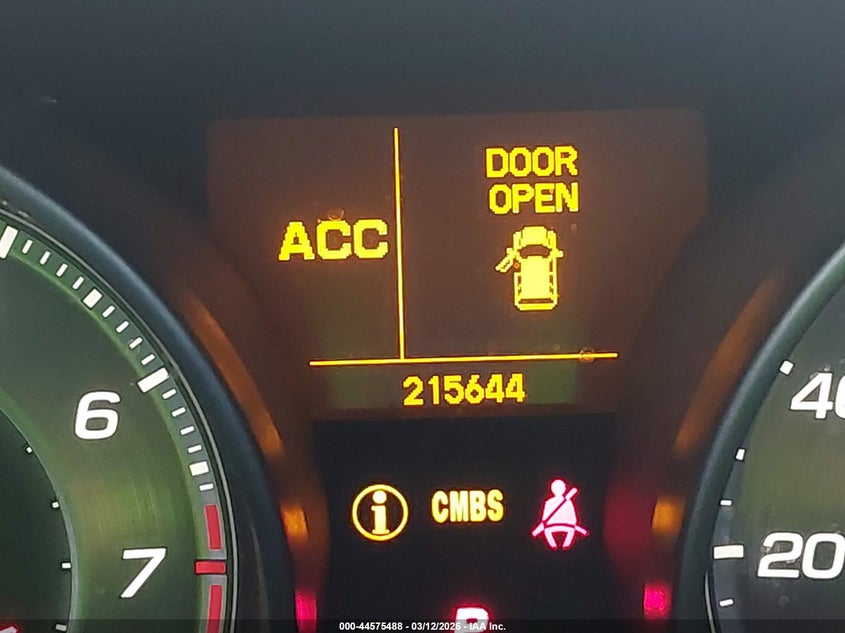 DOOR
OPEN
ACC
215644
6
7
40
20
CMBS
000-44575488 - 03/12/2026 - IAA Inc.